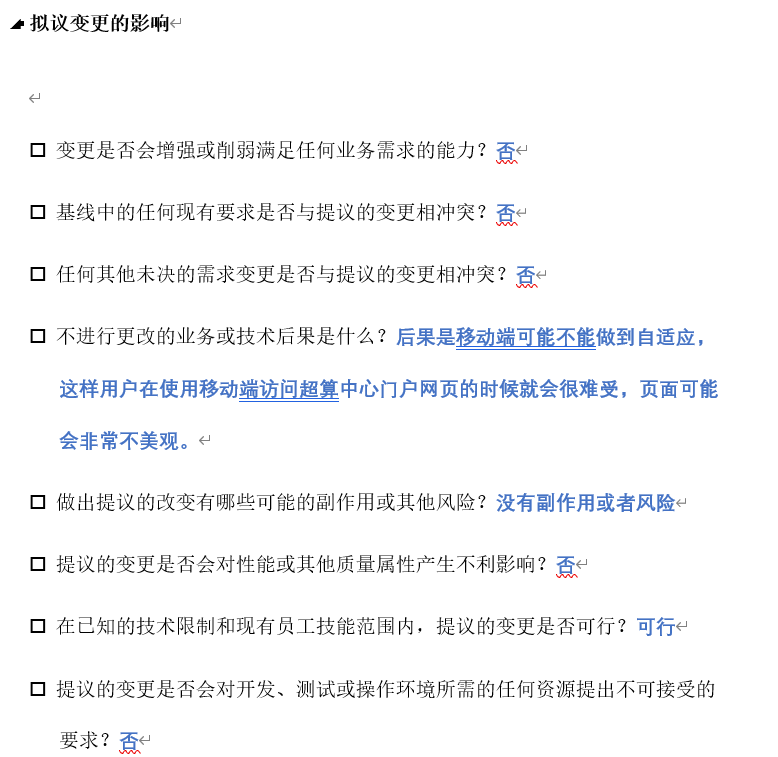 拟议变更的影响
变更是否会增强或削弱满足任何业务需求的能力？否
基线中的任何现有要求是否与提议的变更相冲突？否
任何其他未决的需求变更是否与提议的变更相冲突？否
不进行更改的业务或技术后果是什么？后果是移动端可能不能做到自适应，
这样用户在使用移动端访问超算中心门户网页的时候就会很难受，页面可能
会非常不美观。
做出提议的改变有哪些可能的副作用或其他风险？没有副作用或者风险
提议的变更是否会对性能或其他质量属性产生不利影响？否
在已知的技术限制和现有员工技能范围内，提议的变更是否可行？可行
提议的变更是否会对开发、测试或操作环境所需的任何资源提出不可接受的
要求？否